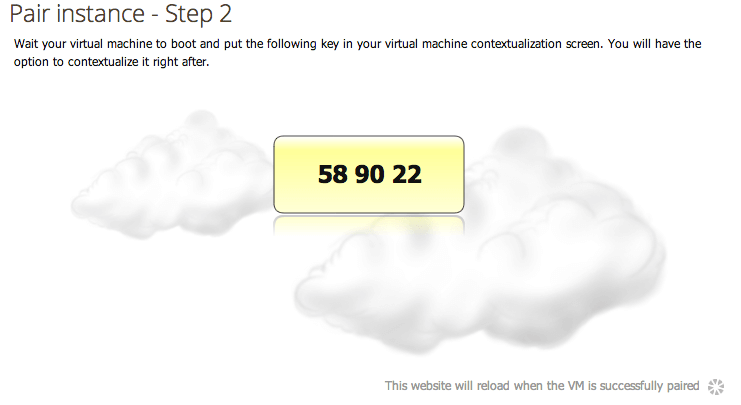 Pair instance - Step 2
Wait your virtual machine to boot and put the following key in your virtual machine contextualization screen. You will have the
option to contextualize it right after.
58 90 22
This website will reload when the VM is successfully paired